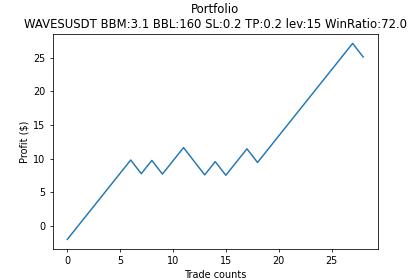 Portfolio
WAVESUSDT BBM:3.1 BBL:160 SL:0.2 TP:0.2 lev:15 WinRatio:72.0
25
20
15
10
5
0
Profit ($)
0 5 10 15 20 25
Trade counts